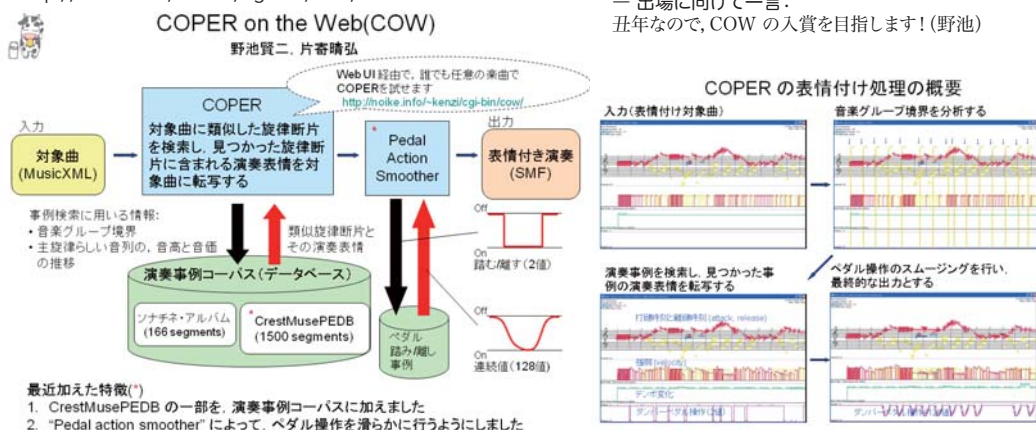 COPER on the Web(COW)
野池賢二，片寄晴弘
Web UI 経由で，誰でも任意の楽曲で
COPERを試せます
http://noike.info/~kenzi/cgi-bin/cow/
入力
対象曲
(MusicXML)
COPER
対象曲に類似した旋律断片
を検索し，見つかった旋律断
片に含まれる演奏表情を対
象曲に転写する
*
Pedal
Action
Smoother
出力
表情付き演奏
(SMF)
事例検索に用いる情報:
・音楽グループ境界
・主旋律らしい音列の，音高と音価
の推移
類似旋律断片と
その演奏表情
演奏事例コーパス(データベース)
ソナチネ・アルバム
(166 segments)
*
CrestMusePEDB
(1500 segments)
ペダル
踏み/離し
事例
Off
On
踏む/離す(2値)
Off
On
連続値(128値)
最近加えた特徴(*)
1. CrestMusePEDB の一部を，演奏事例コーパスに加えました
2. "Pedal action smoother" によって，ペダル操作を滑らかに行うようにしました
― 出場に向けて一言：
丑年なので，COW の入賞を目指します！（野池）
COPER の表情付け処理の概要
入力(表情付け対象曲)
音楽グループ境界を分析する
演奏事例を検索し，見つかった事
例の演奏表情を転写する
打鍵時刻と離鍵時刻(attack, release)
強弱(velocity)
テンポ変化
ダンパーペダル操作(2値)
ペダル操作のスムージングを行い，
最終的な出力とする